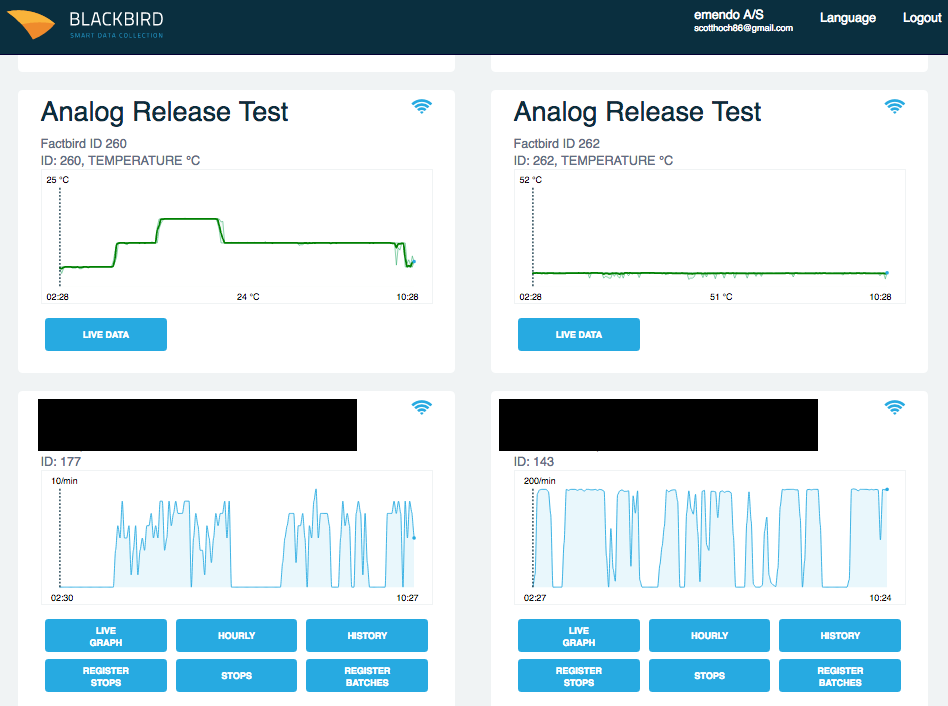 BLACKBIRD
SMART DATA COLLECTION
emendo A/S
scotthoch86@gmail.com
Language
Logout
Analog Release Test
Factbird ID 260
ID: 260, TEMPERATURE °C
25 °C
02:28
24 °C
10:28
LIVE DATA
Analog Release Test
Factbird ID 262
ID: 262, TEMPERATURE °C
52 °C
02:28
51 °C
10:28
LIVE DATA
ID: 177
10/min
02:30
10:27
LIVE
GRAPH
HOURLY
HISTORY
REGISTER
STOPS
STOPS
REGISTER
BATCHES
ID: 143
200/min
02:27
10:24
LIVE
GRAPH
HOURLY
HISTORY
REGISTER
STOPS
STOPS
REGISTER
BATCHES